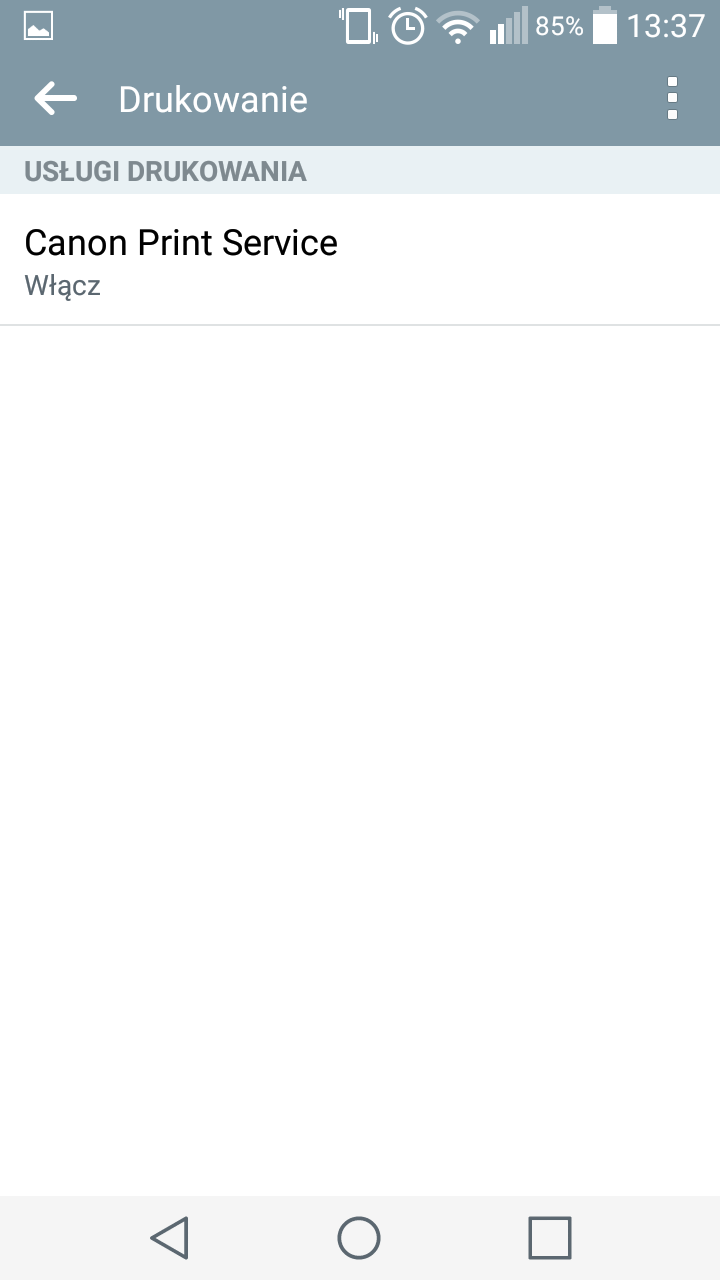 85% 13:37
Drukowanie
USŁUGI DRUKOWANIA
Canon Print Service
Włącz